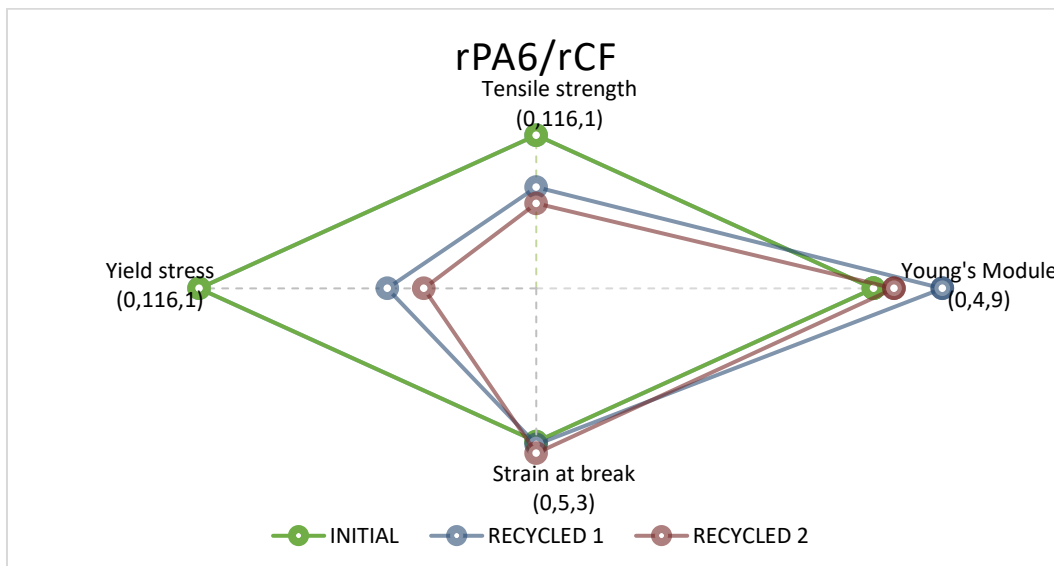 rPA6/rCF
Tensile strength
(0,116,1)
Yield stress
(0,116,1)
Young's Module
(0,4,9)
Strain at break
(0,5,3)
INITIAL
RECYCLED 1
RECYCLED 2